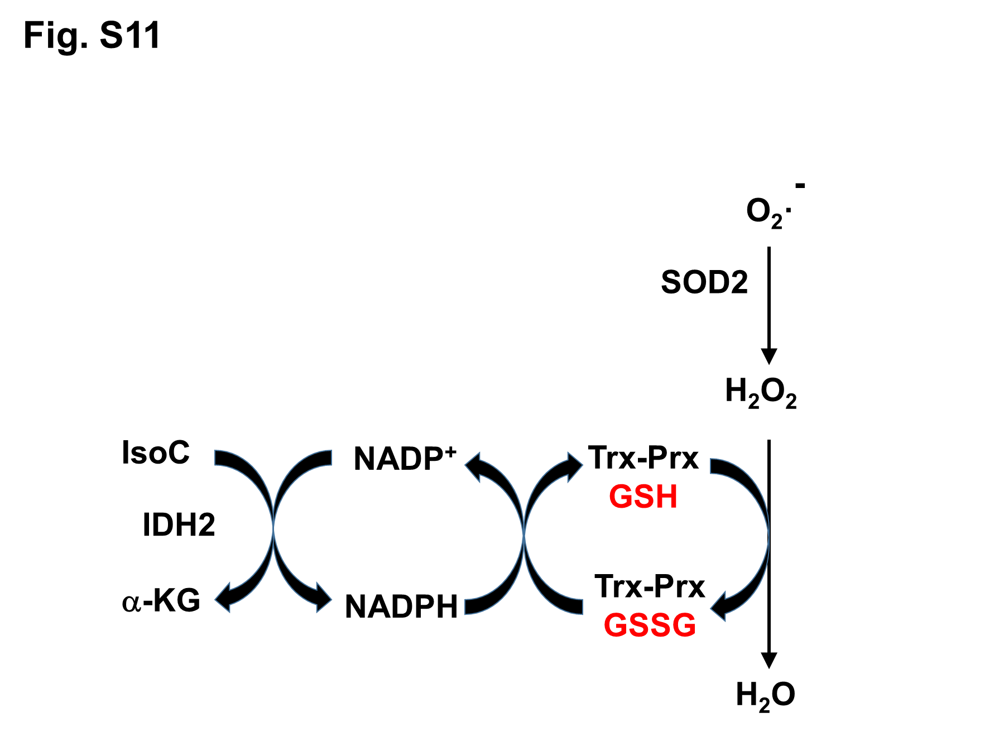 Fig. S11
O₂·⁻
SOD2
H₂O₂
IsoC
NADP⁺
Trx-Prx
GSH
IDH2
α-KG
NADPH
Trx-Prx
GSSG
H₂O